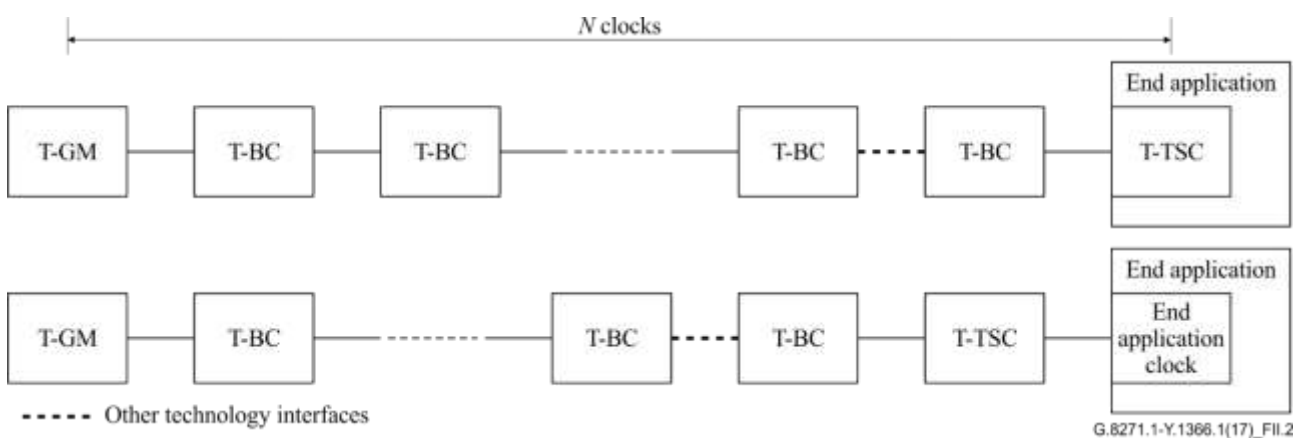 N clocks
End application
T-GM T-BC T-BC T-BC T-BC T-TSC
End application
T-GM T-BC T-BC T-BC T-TSC End application clock
Other technology interfaces
G.8271.1-Y.1366.1(17)_FII.2